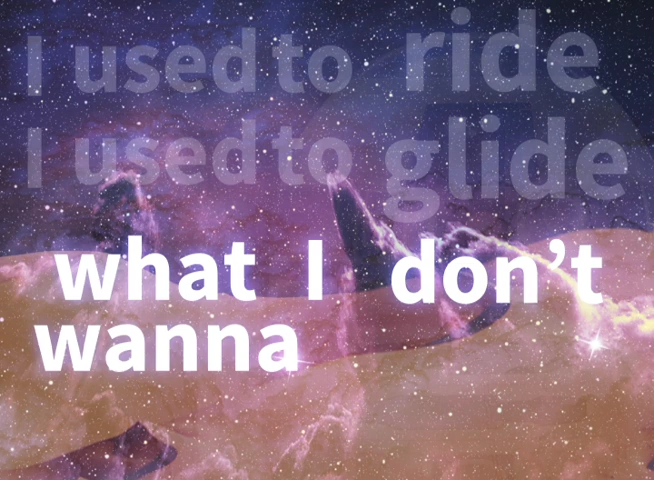 I used to ride
I used to glide
what I don't
wanna